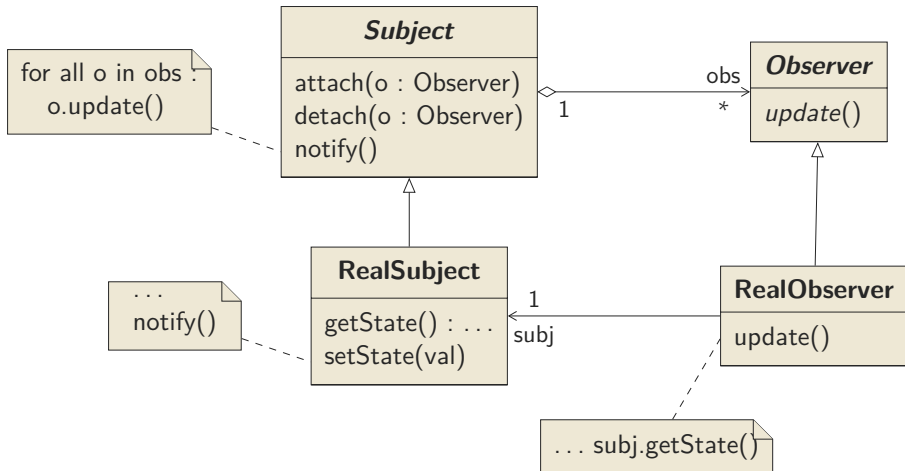 Subject
attach(o : Observer)
detach(o : Observer)
notify()
for all o in obs :
o.update()
obs
1
*
Observer
update()
RealSubject
getState() : . . .
setState(val)
. . .
notify()
1
subj
RealObserver
update()
. . . subj.getState()